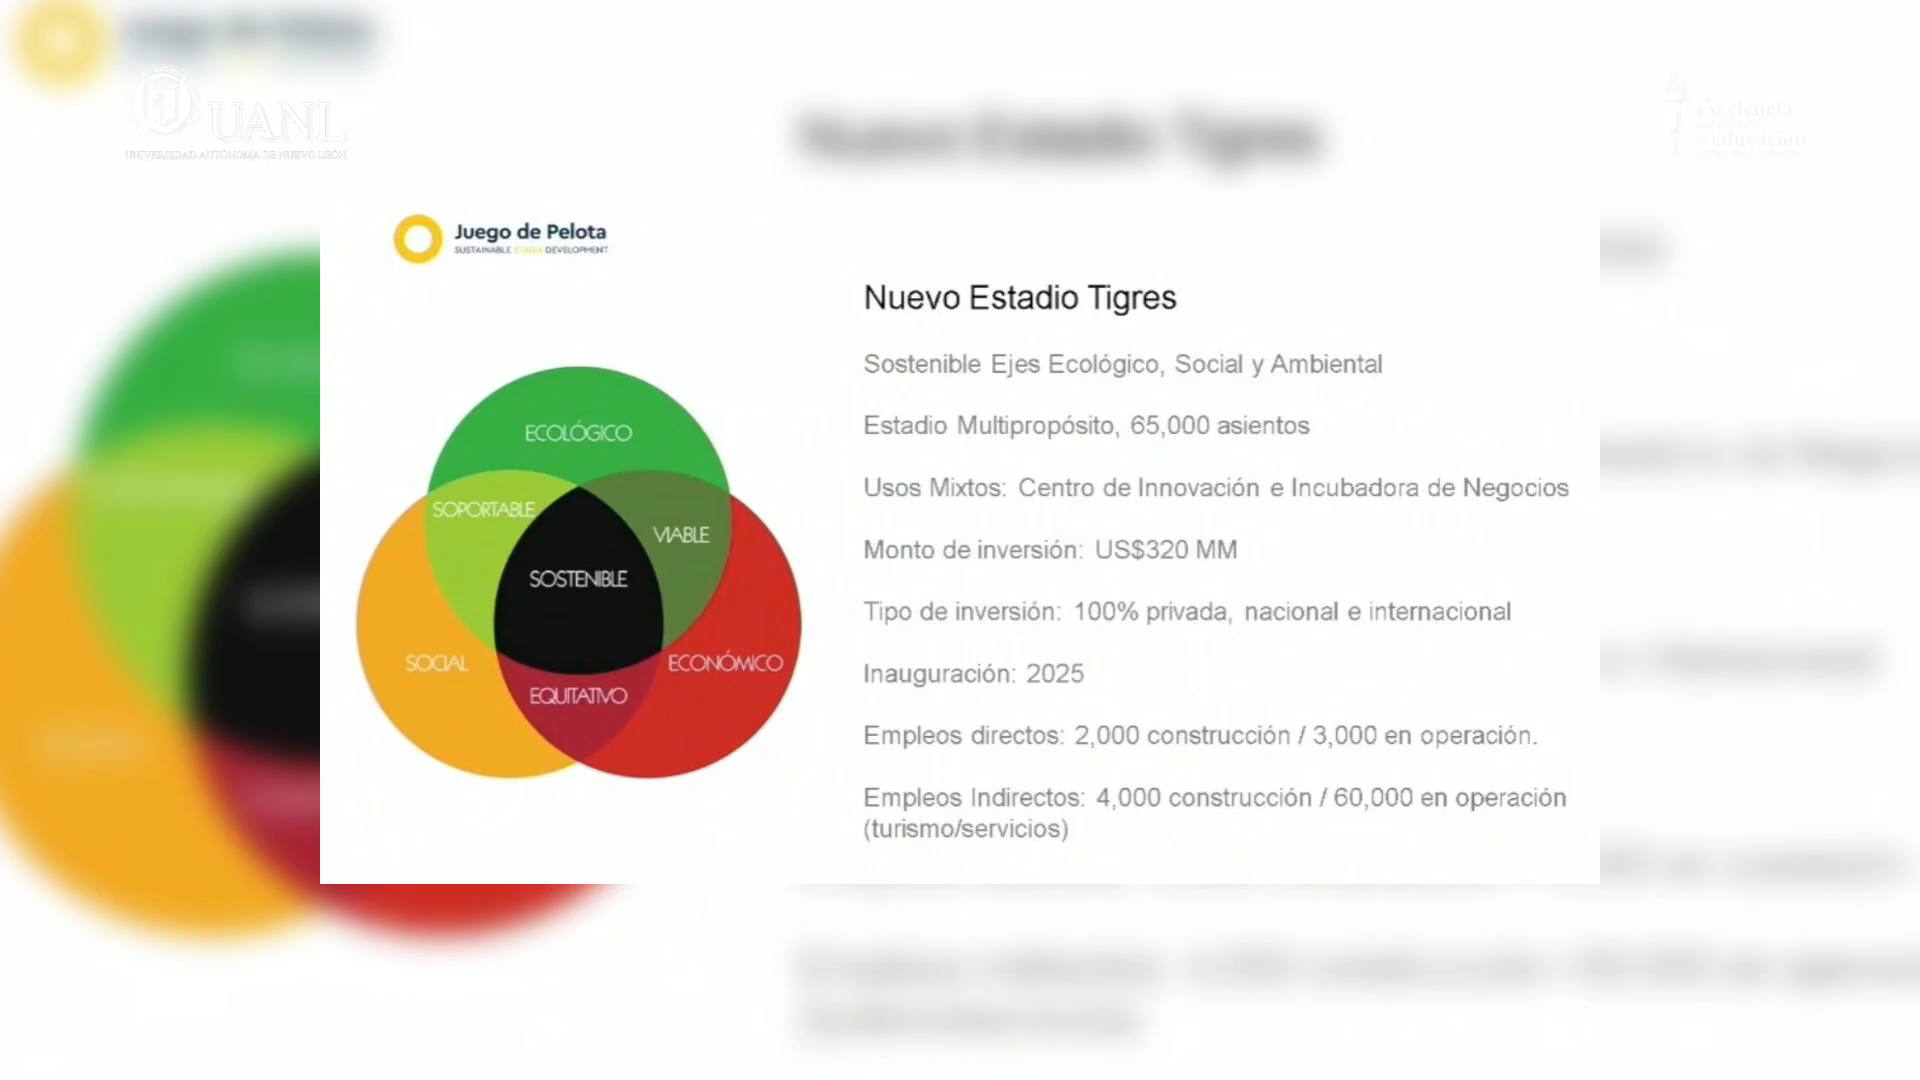 UANL
UNIVERSIDAD AUTÓNOMA DE NUEVO LEÓN
excelencia
educación
Juego de Pelota
SUSTAINABLE STADIA DEVELOPMENT
Nuevo Estadio Tigres
Sostenible Ejes Ecológico, Social y Ambiental
Estadio Multipropósito, 65,000 asientos
Usos Mixtos: Centro de Innovación e Incubadora de Negocios
Monto de inversión: US$320 MM
Tipo de inversión: 100% privada, nacional e internacional
Inauguración: 2025
Empleos directos: 2,000 construcción / 3,000 en operación.
Empleos Indirectos: 4,000 construcción / 60,000 en operación
(turismo/servicios)
ECOLÓGICO
SOPORTABLE
VIABLE
SOSTENIBLE
SOCIAL
ECONÓMICO
EQUITATIVO